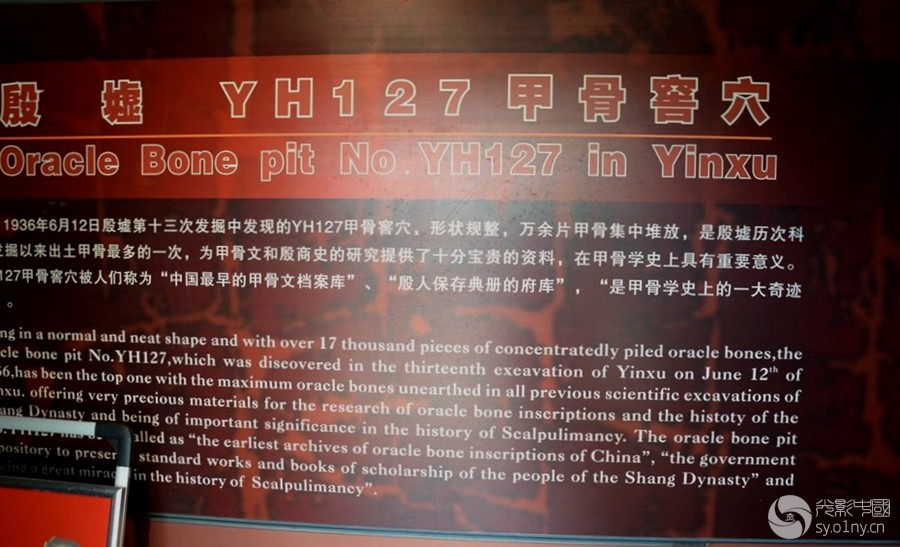 殷墟 YH127甲骨窖穴
Oracle Bone pit No.YH127 in Yinxu
1936年6月12日殷墟第十三次发掘中发现的YH127甲骨窖穴，形状规整，万余片甲骨集中堆放，是殷墟历次科
发掘以来出土甲骨最多的一次，为甲骨文和殷商史的研究提供了十分宝贵的资料，在甲骨学史上具有重要意义。
127甲骨窖穴被人们称为“中国最早的甲骨文档案库”、“殷人保存典册的府库”，“是甲骨学史上的一大奇迹
。
ng in a normal and neat shape and with over 17 thousand pieces of concentratedly piled oracle bones,the
cle bone pit No.YH127,which was discovered in the thirteenth exeavation of Yinxu on June 12th of
36,has been the top one with the maximum oracle bones unearthed in all previous scientific excavations of
nxu. offering very precious materials for the research of oracle bone inscriptions and the histoty of the
ang Dynasty and being of important significance in the history of Scalpulimancy. The oracle bone pit
YH127 has alled as “the earliest archives of oracle bone inscriptions of China”, “the government
pository to preser standard works and books of scholarship of the people of the Shang Dynasty” and
being a great mirac in the history of Scalpulimancy”.
光影中國
sy.o1ny.cn